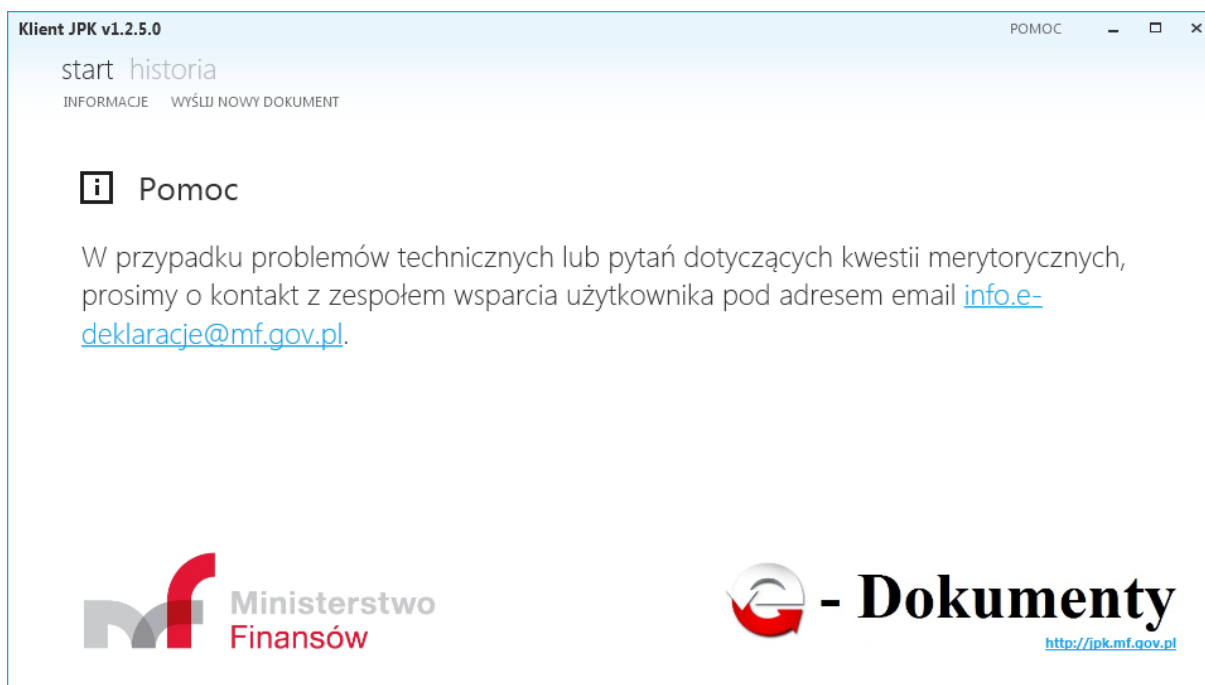 Klient JPK v1.2.5.0 POMOC
start historia
INFORMACJE WYŚLIJ NOWY DOKUMENT
Pomoc
W przypadku problemów technicznych lub pytań dotyczących kwestii merytorycznych,
prosimy o kontakt z zespołem wsparcia użytkownika pod adresem email info.e-
deklaracje@mf.gov.pl.
Ministerstwo
Finansów
e - Dokumenty
http://jpk.mf.gov.pl